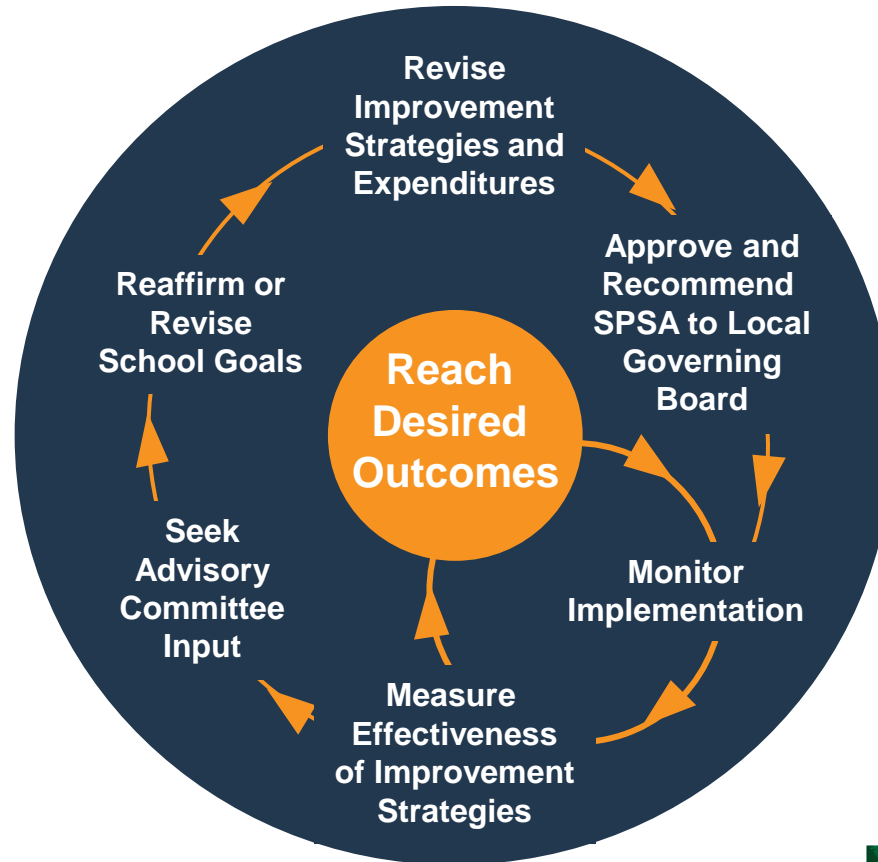 Revise
Improvement
Strategies and
Expenditures
Approve and
Recommend
SPSA to Local
Governing
Board
Monitor
Implementation
Measure
Effectiveness
of Improvement
Strategies
Seek
Advisory
Committee
Input
Reaffirm or
Revise
School Goals
Reach
Desired
Outcomes